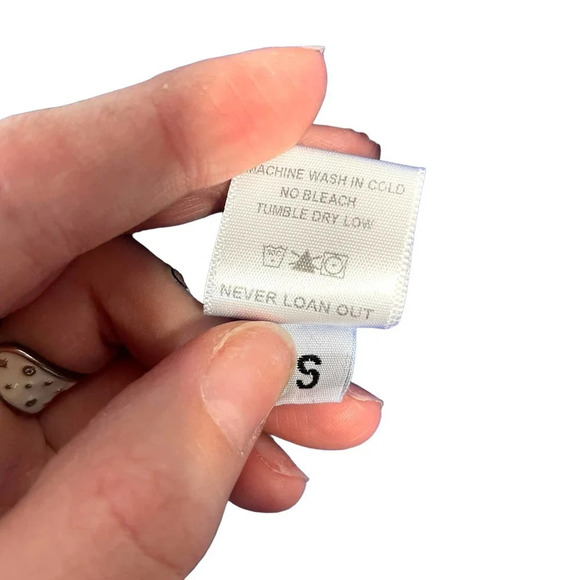 MACHINE WASH IN COLD
NO BLEACH
TUMBLE DRY LOW
NEVER LOAN OUT
S